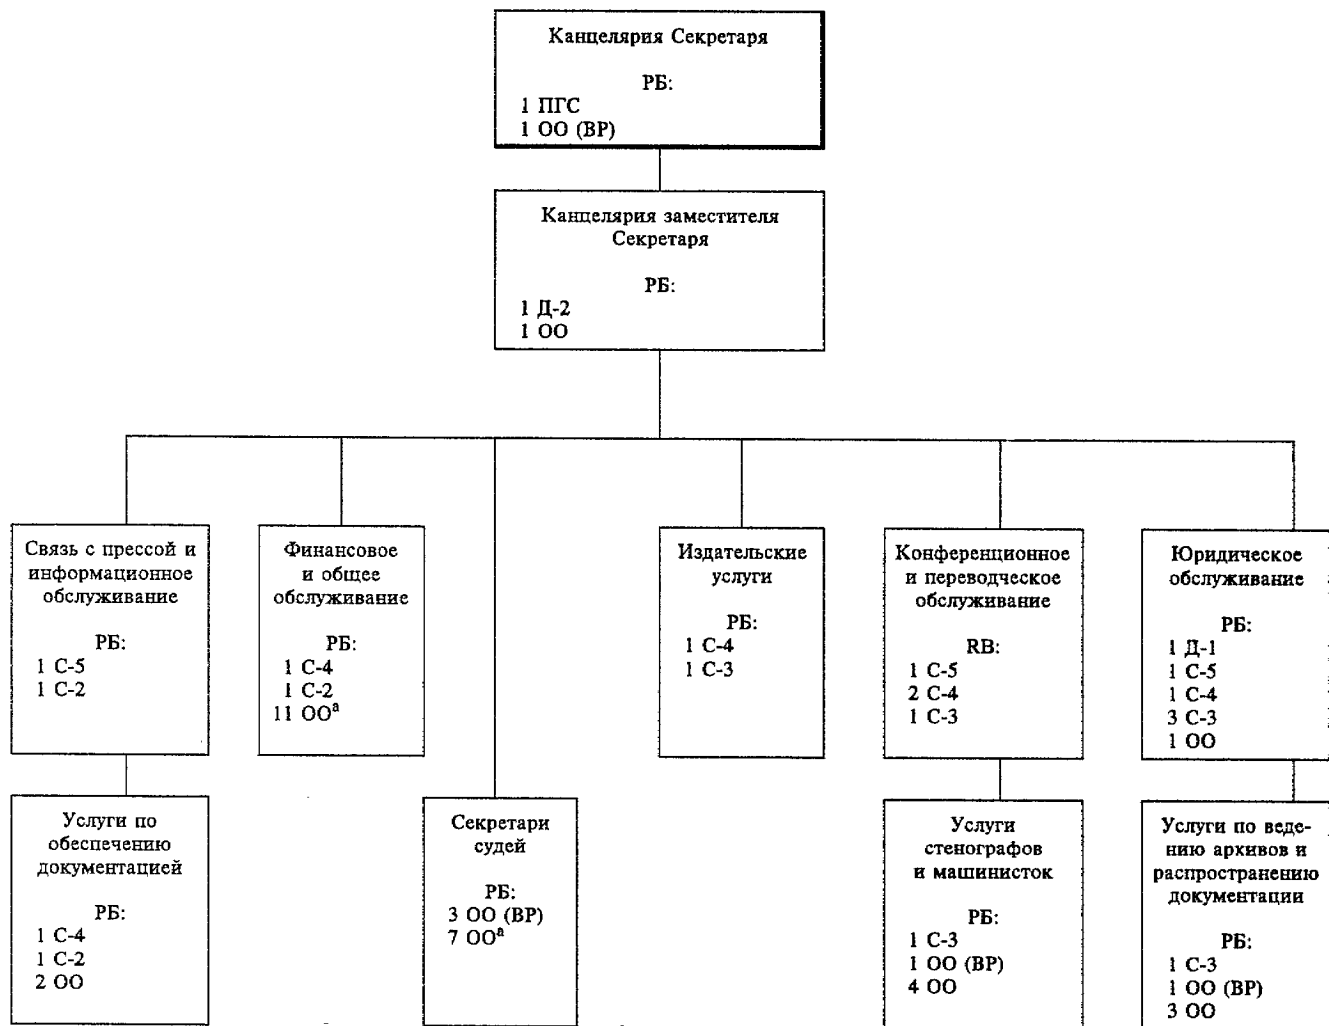 Канцелярия Секретаря
РБ:
1 ПГС
1 ОО (ВР)
Канцелярия заместителя
Секретаря
РБ:
1 Д-2
1 ОО
Связь с прессой и
информационное
обслуживание
РБ:
1 С-5
1 С-2
Финансовое
и общее
обслуживание
РБ:
1 С-4
1 С-2
11 ООª
Издательские
услуги
РБ:
1 С-4
1 С-3
Конференционное
и переводческое
обслуживание
RB:
1 С-5
2 С-4
1 С-3
Юридическое
обслуживание
РБ:
1 Д-1
1 С-5
1 С-4
3 С-3
1 ОО
Услуги по
обеспечению
документацией
РБ:
1 С-4
1 С-2
2 ОО
Секретари
судей
РБ:
3 ОО (ВР)
7 ООª
Услуги
стенографов
и машинисток
РБ:
1 С-3
1 ОО (ВР)
4 ОО
Услуги по веде-
нию архивов и
распространению
документации
РБ:
1 С-3
1 ОО (ВР)
3 ОО